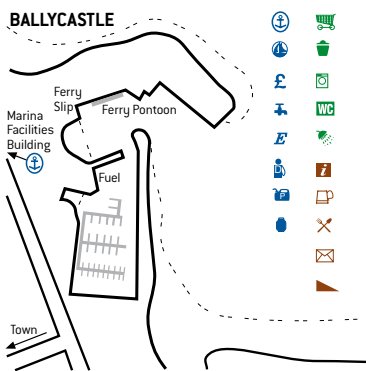 BALLYCASTLE
Ferry
Slip
Ferry Pontoon
Marina
Facilities
Building
Fuel
Town
£
E
P
WC
i